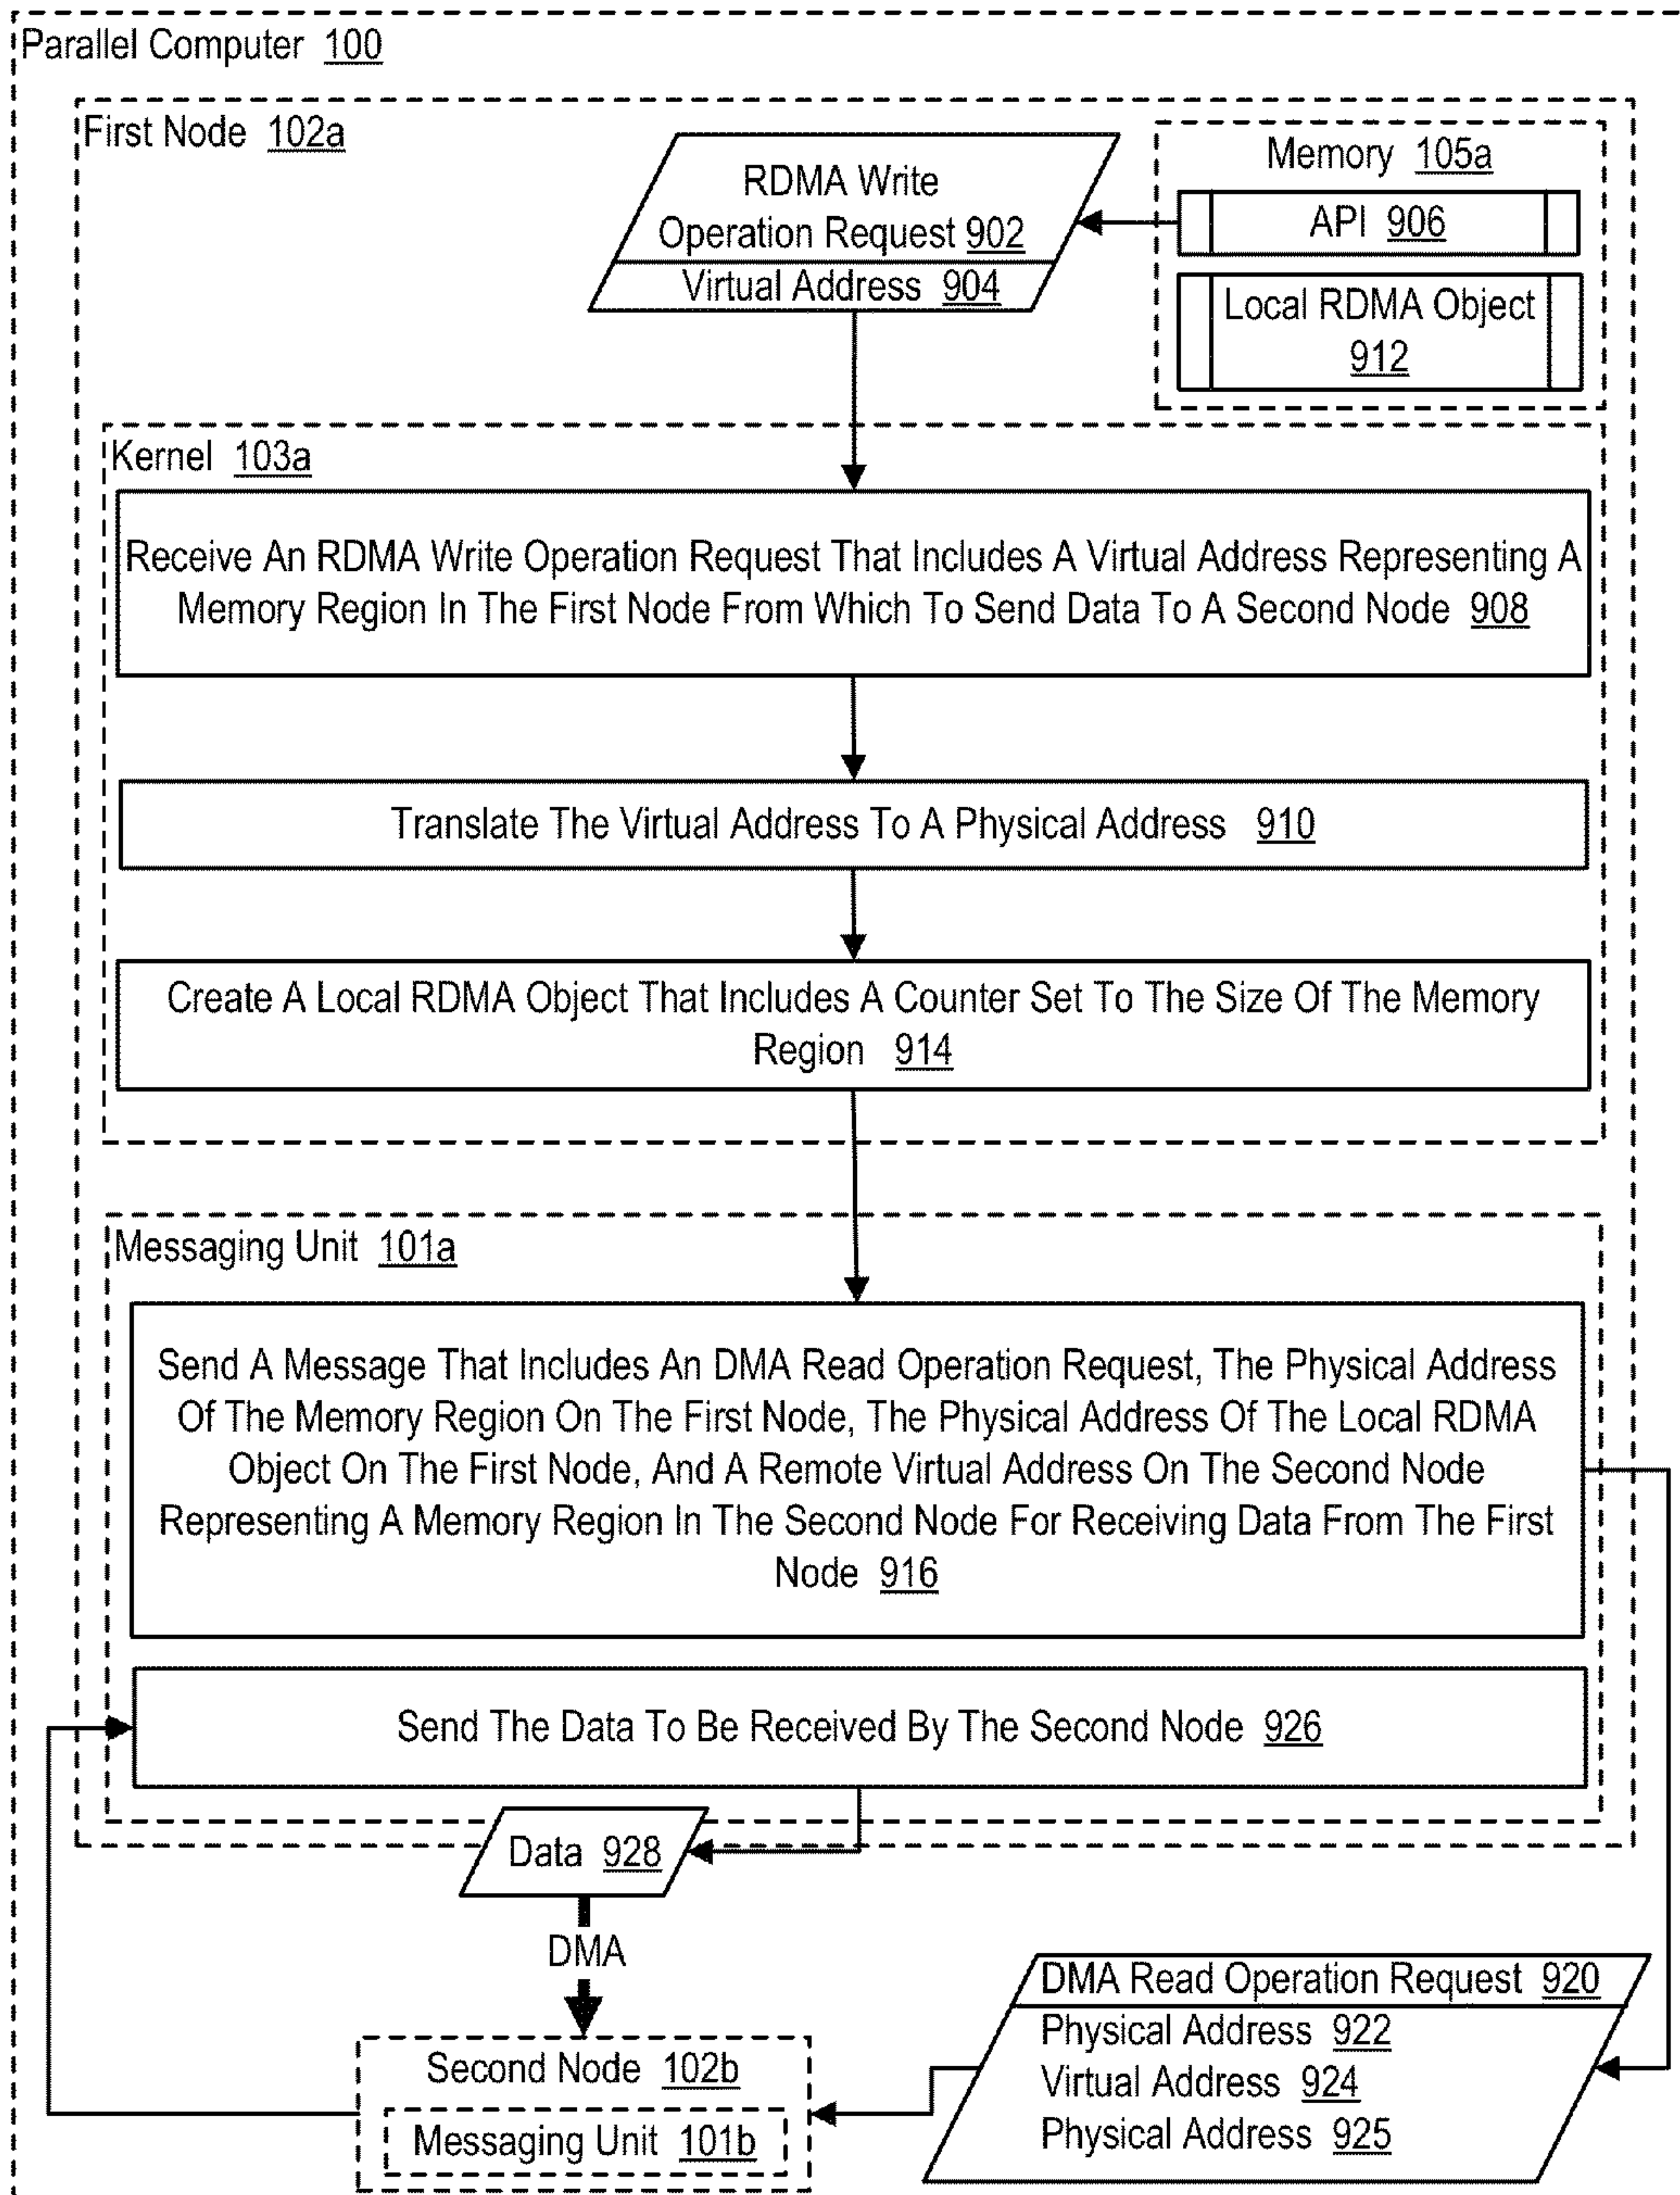 Parallel Computer 100
First Node 102a
RDMA Write
Operation Request 902
Virtual Address 904
Memory 105a
API 906
Local RDMA Object
912
Kernel 103a
Receive An RDMA Write Operation Request That Includes A Virtual Address Representing A
Memory Region In The First Node From Which To Send Data To A Second Node 908
Translate The Virtual Address To A Physical Address 910
Create A Local RDMA Object That Includes A Counter Set To The Size Of The Memory
Region 914
Messaging Unit 101a
Send A Message That Includes An DMA Read Operation Request, The Physical Address
Of The Memory Region On The First Node, The Physical Address Of The Local RDMA
Object On The First Node, And A Remote Virtual Address On The Second Node
Representing A Memory Region In The Second Node For Receiving Data From The First
Node 916
Send The Data To Be Received By The Second Node 926
Data 928
DMA
DMA Read Operation Request 920
Physical Address 922
Virtual Address 924
Physical Address 925
Second Node 102b
Messaging Unit 101b